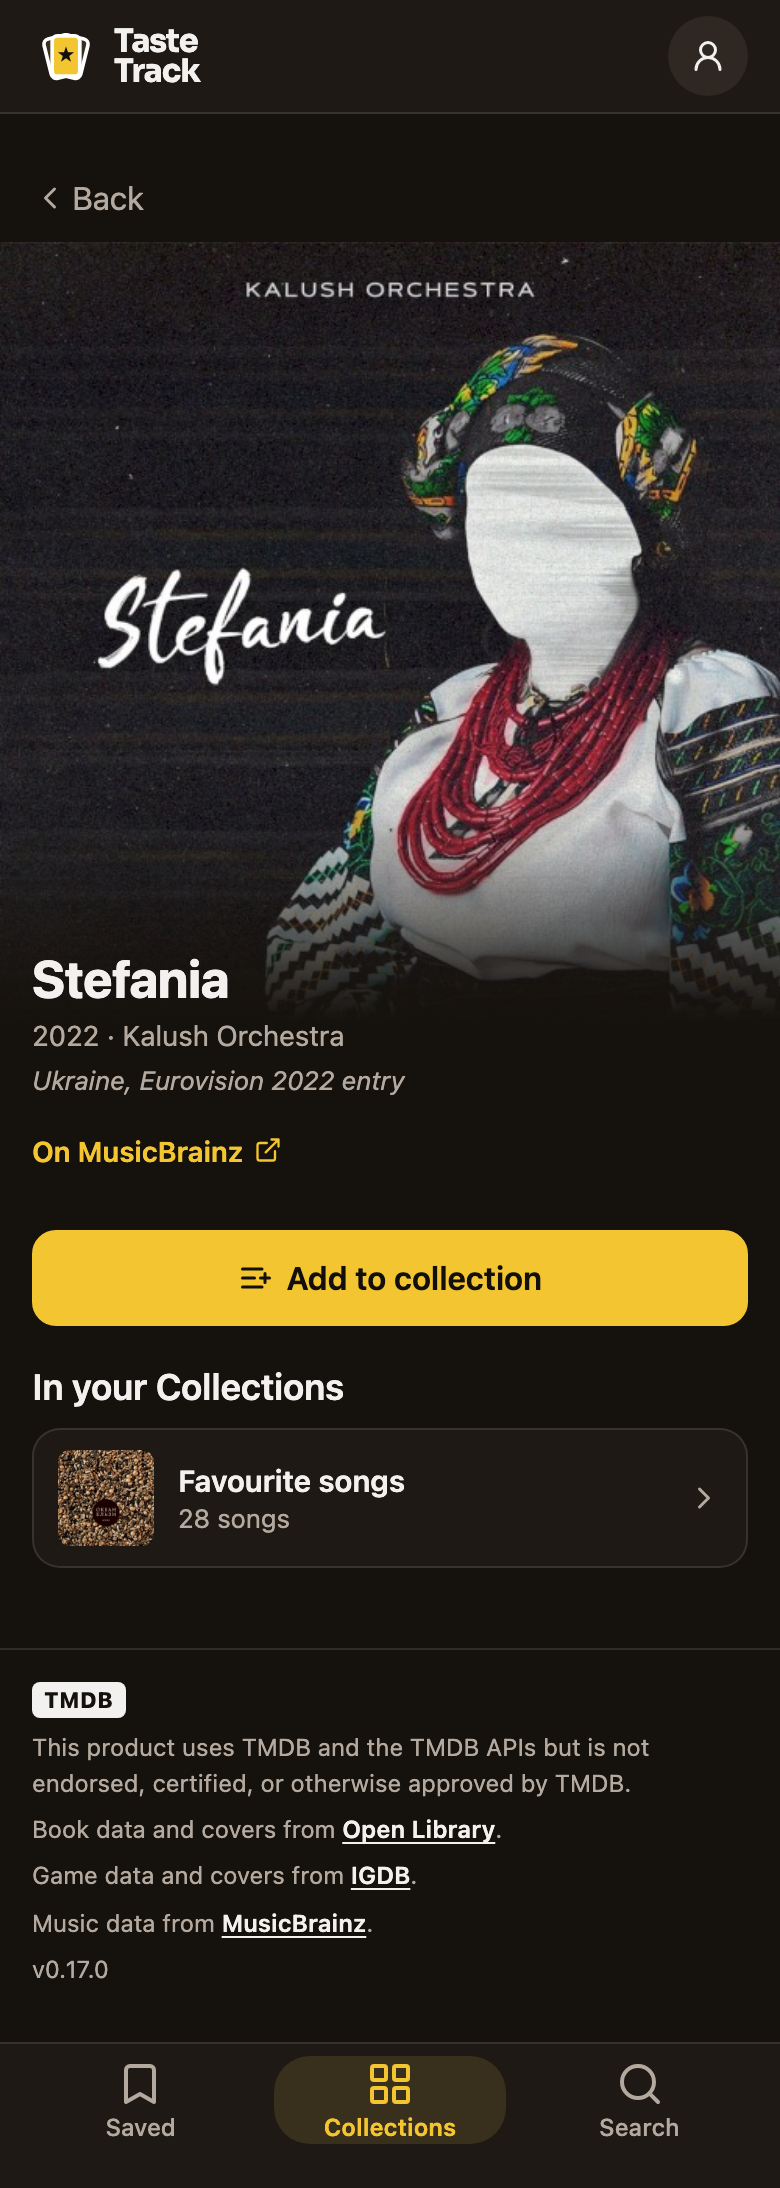 Taste
Track
Back
KALUSH ORCHESTRA
Stefania
Stefania
2022 · Kalush Orchestra
Ukraine, Eurovision 2022 entry
On MusicBrainz
Add to collection
In your Collections
ОКЕАН
ЕЛЬЗИ
Favourite songs
28 songs
TMDB
This product uses TMDB and the TMDB APIs but is not
endorsed, certified, or otherwise approved by TMDB.
Book data and covers from Open Library.
Game data and covers from IGDB.
Music data from MusicBrainz.
v0.17.0
Saved
Collections
Search